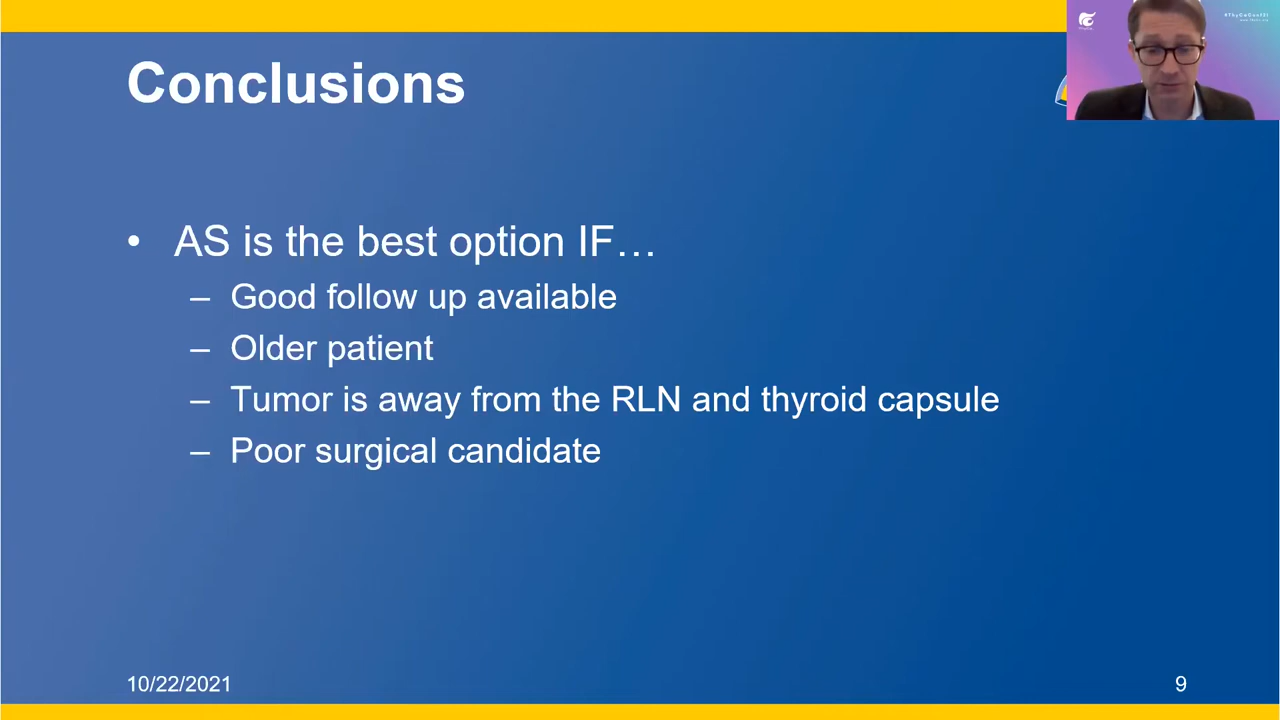 Conclusions
#ThyCaConf21
• AS is the best option IF…
– Good follow up available
– Older patient
– Tumor is away from the RLN and thyroid capsule
– Poor surgical candidate
10/22/2021
9